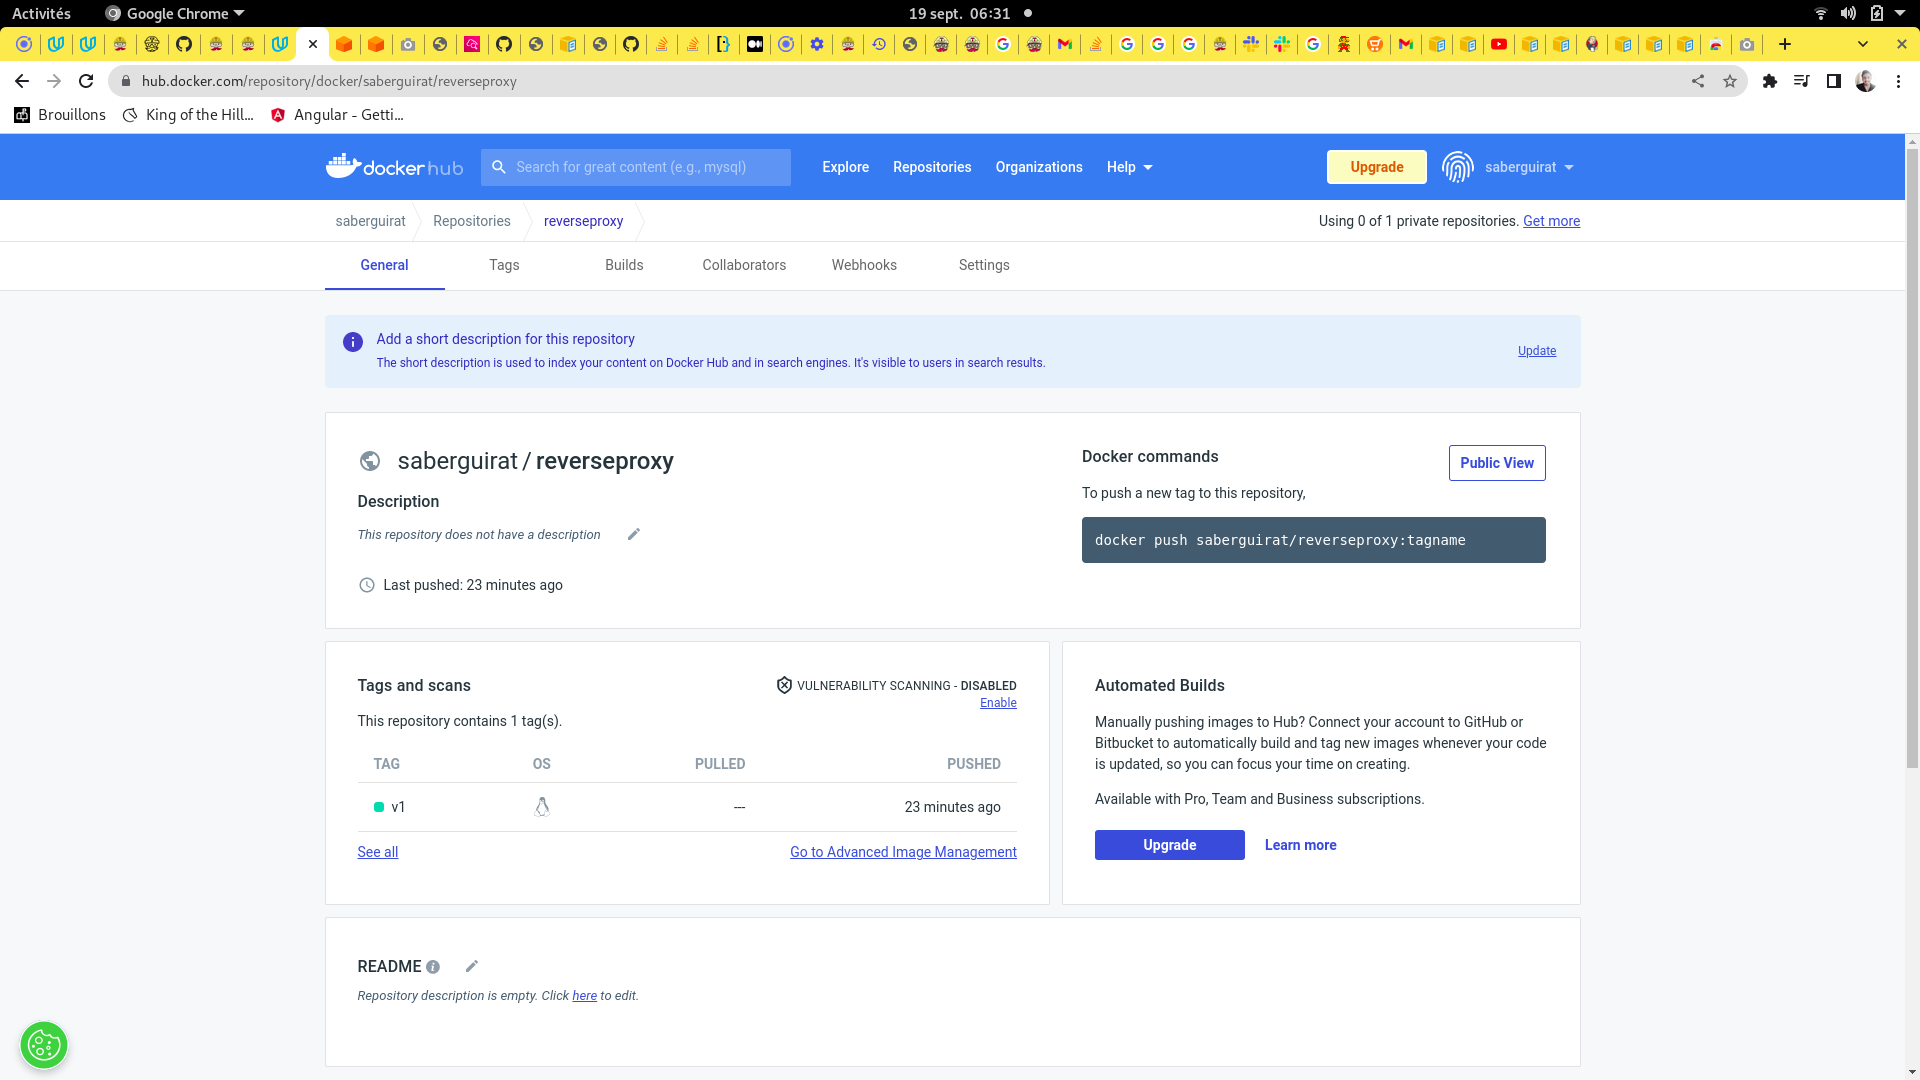 Activités
Google Chrome
19 sept. 06:31
hub.docker.com/repository/docker/saberguirat/reverseproxy
Brouillons
King of the Hill...
Angular - Getti...
docker hub
Search for great content (e.g., mysql)
Explore
Repositories
Organizations
Help
Upgrade
saberguirat
saberguirat
Repositories
reverseproxy
Using 0 of 1 private repositories. Get more
General
Tags
Builds
Collaborators
Webhooks
Settings
Add a short description for this repository
The short description is used to index your content on Docker Hub and in search engines. It's visible to users in search results.
Update
saberguirat / reverseproxy
Description
This repository does not have a description
Last pushed: 23 minutes ago
Docker commands
Public View
To push a new tag to this repository,
docker push saberguirat/reverseproxy:tagname
Tags and scans
VULNERABILITY SCANNING - DISABLED
Enable
This repository contains 1 tag(s).
TAG OS PULLED PUSHED
v1 --- 23 minutes ago
See all
Go to Advanced Image Management
Automated Builds
Manually pushing images to Hub? Connect your account to GitHub or
Bitbucket to automatically build and tag new images whenever your code
is updated, so you can focus your time on creating.
Available with Pro, Team and Business subscriptions.
Upgrade
Learn more
README
Repository description is empty. Click here to edit.